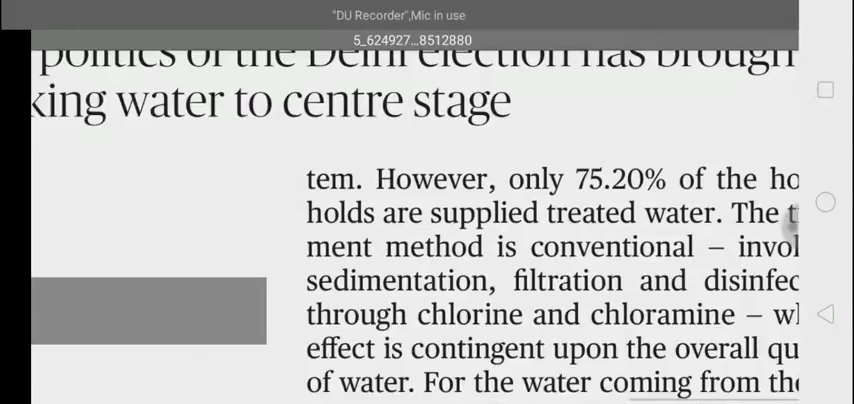 "DU Recorder",Mic in use
5_624927...8512880
politics of the Delhi election has brough
king water to centre stage
tem. However, only 75.20% of the ho
holds are supplied treated water. The t
ment method is conventional – invol
sedimentation, filtration and disinfec
through chlorine and chloramine – wh
effect is contingent upon the overall qu
of water. For the water coming from the